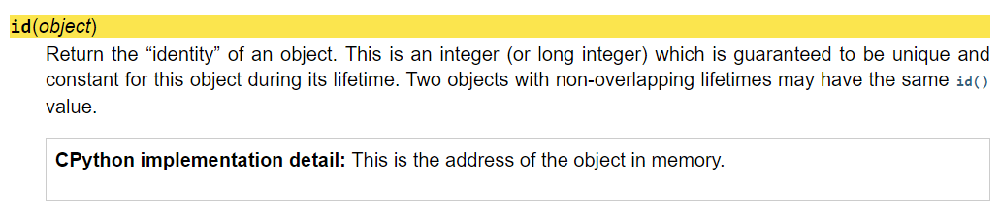 id(object)
Return the “identity” of an object. This is an integer (or long integer) which is guaranteed to be unique and
constant for this object during its lifetime. Two objects with non-overlapping lifetimes may have the same id()
value.
CPython implementation detail: This is the address of the object in memory.